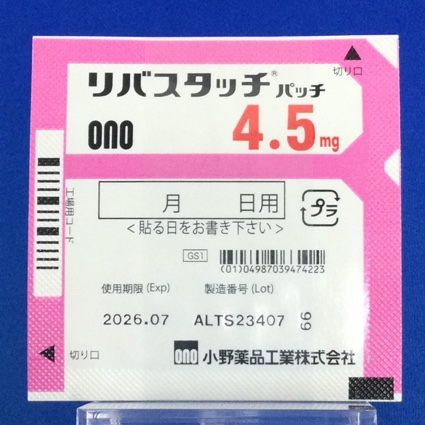 切り口
リバスタッチ® パッチ
ono 4.5mg
月 日用
<貼る日をお書き下さい>
プラ
工場用コード
GS1
(01)04987039474223
使用期限 (Exp) 製造番号 (Lot)
2026.07 ALTS23407 99
切り口
ono 小野薬品工業株式会社